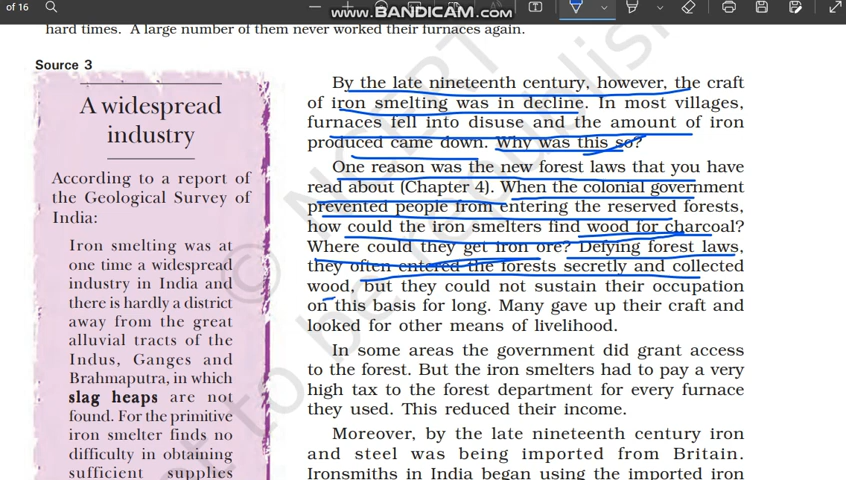 of 16
www.BANDICAM.com
hard times. A large number of them never worked their furnaces again.
Source 3
A widespread
industry
According to a report of
the Geological Survey of
India:
Iron smelting was at
one time a widespread
industry in India and
there is hardly a district
away from the great
alluvial tracts of the
Indus, Ganges and
Brahmaputra, in which
slag heaps are not
found. For the primitive
iron smelter finds no
difficulty in obtaining
sufficient supplies
By the late nineteenth century, however, the craft
of iron smelting was in decline. In most villages,
furnaces fell into disuse and the amount of iron
produced came down. Why was this so?
One reason was the new forest laws that you have
read about (Chapter 4). When the colonial government
prevented people from entering the reserved forests,
how could the iron smelters find wood for charcoal?
Where could they get iron ore? Defying forest laws,
they often entered the forests secretly and collected
wood, but they could not sustain their occupation
on this basis for long. Many gave up their craft and
looked for other means of livelihood.
In some areas the government did grant access
to the forest. But the iron smelters had to pay a very
high tax to the forest department for every furnace
they used. This reduced their income.
Moreover, by the late nineteenth century iron
and steel was being imported from Britain.
Ironsmiths in India began using the imported iron